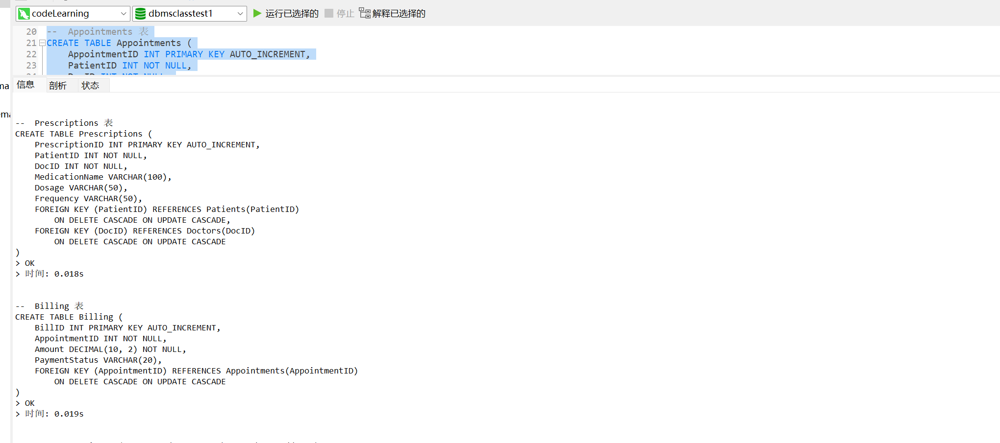 codeLearning dbmsclasstest1 运行已选择的 停止 解释已选择的
20 --  Appointments 表
21 CREATE TABLE Appointments (
22     AppointmentID INT PRIMARY KEY AUTO_INCREMENT,
23     PatientID INT NOT NULL,
24     DocID INT NOT NULL,
信息 剖析 状态
--  Prescriptions 表
CREATE TABLE Prescriptions (
    PrescriptionID INT PRIMARY KEY AUTO_INCREMENT,
    PatientID INT NOT NULL,
    DocID INT NOT NULL,
    MedicationName VARCHAR(100),
    Dosage VARCHAR(50),
    Frequency VARCHAR(50),
    FOREIGN KEY (PatientID) REFERENCES Patients(PatientID)
        ON DELETE CASCADE ON UPDATE CASCADE,
    FOREIGN KEY (DocID) REFERENCES Doctors(DocID)
        ON DELETE CASCADE ON UPDATE CASCADE
)
> OK
> 时间: 0.018s
--  Billing 表
CREATE TABLE Billing (
    BillID INT PRIMARY KEY AUTO_INCREMENT,
    AppointmentID INT NOT NULL,
    Amount DECIMAL(10, 2) NOT NULL,
    PaymentStatus VARCHAR(20),
    FOREIGN KEY (AppointmentID) REFERENCES Appointments(AppointmentID)
        ON DELETE CASCADE ON UPDATE CASCADE
)
> OK
> 时间: 0.019s